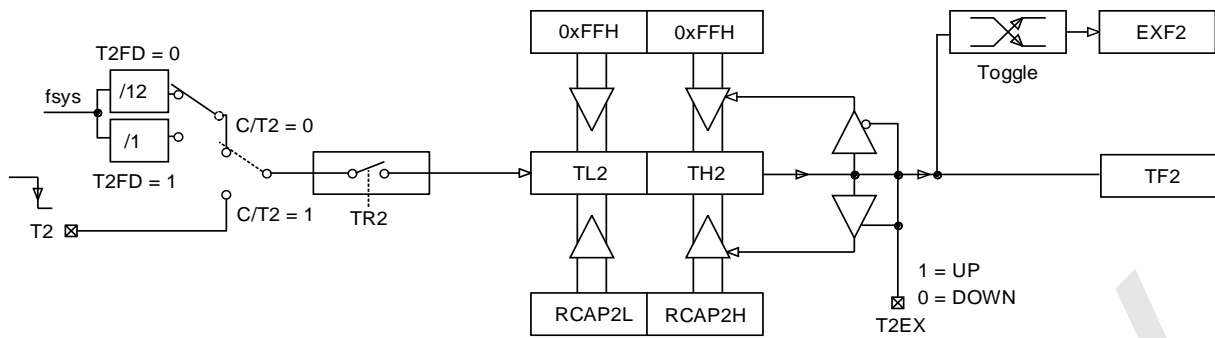 0xFFH 0xFFH
EXF2
T2FD = 0
Toggle
/12
fsys
C/T2 = 0
/1
T2FD = 1
TL2 TH2
TF2
C/T2 = 1
TR2
T2
1 = UP
0 = DOWN
RCAP2L RCAP2H
T2EX